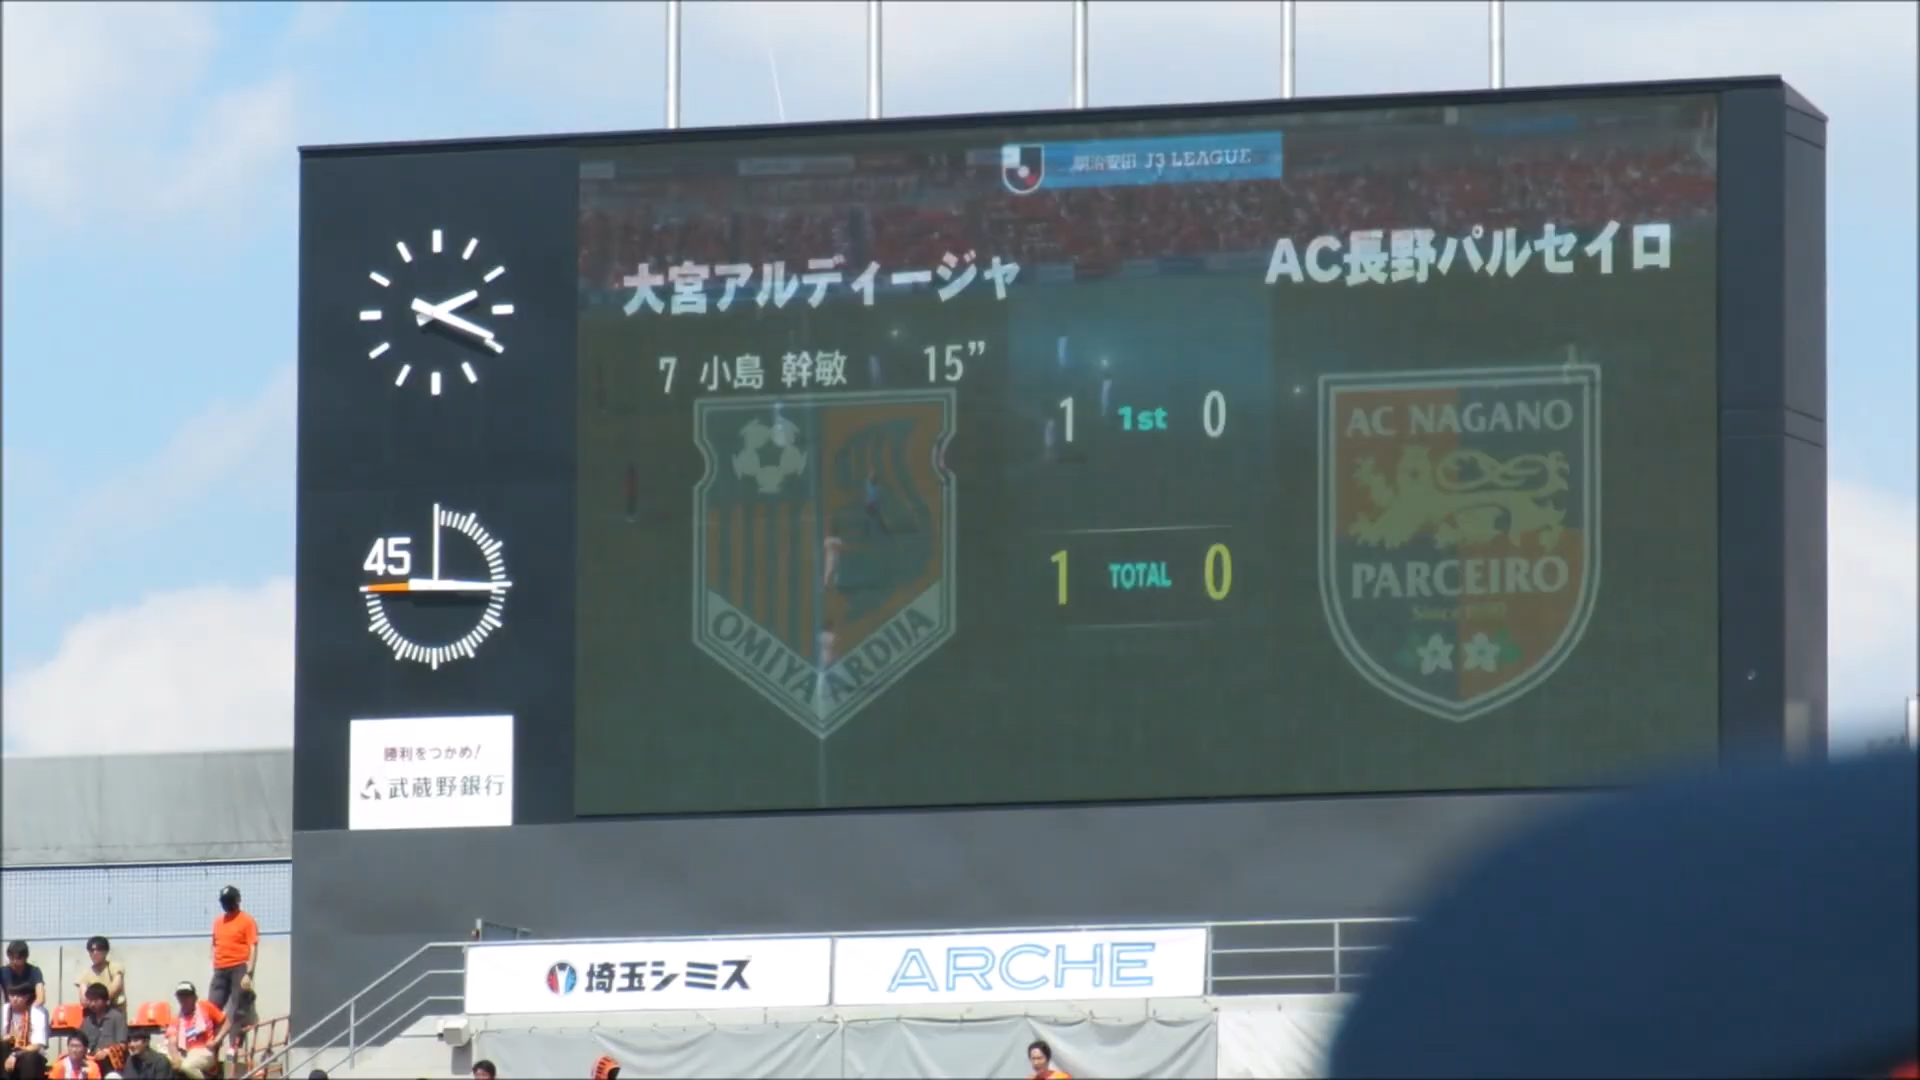 明治安田 J3 LEAGUE
大宮アルディージャ
AC長野パルセイロ
7 小島 幹敏 15”
1 1st 0
1 TOTAL 0
OMIYA ARDIJA
AC NAGANO
PARCEIRO
45
勝利をつかめ!
武蔵野銀行
埼玉シミズ
ARCHE